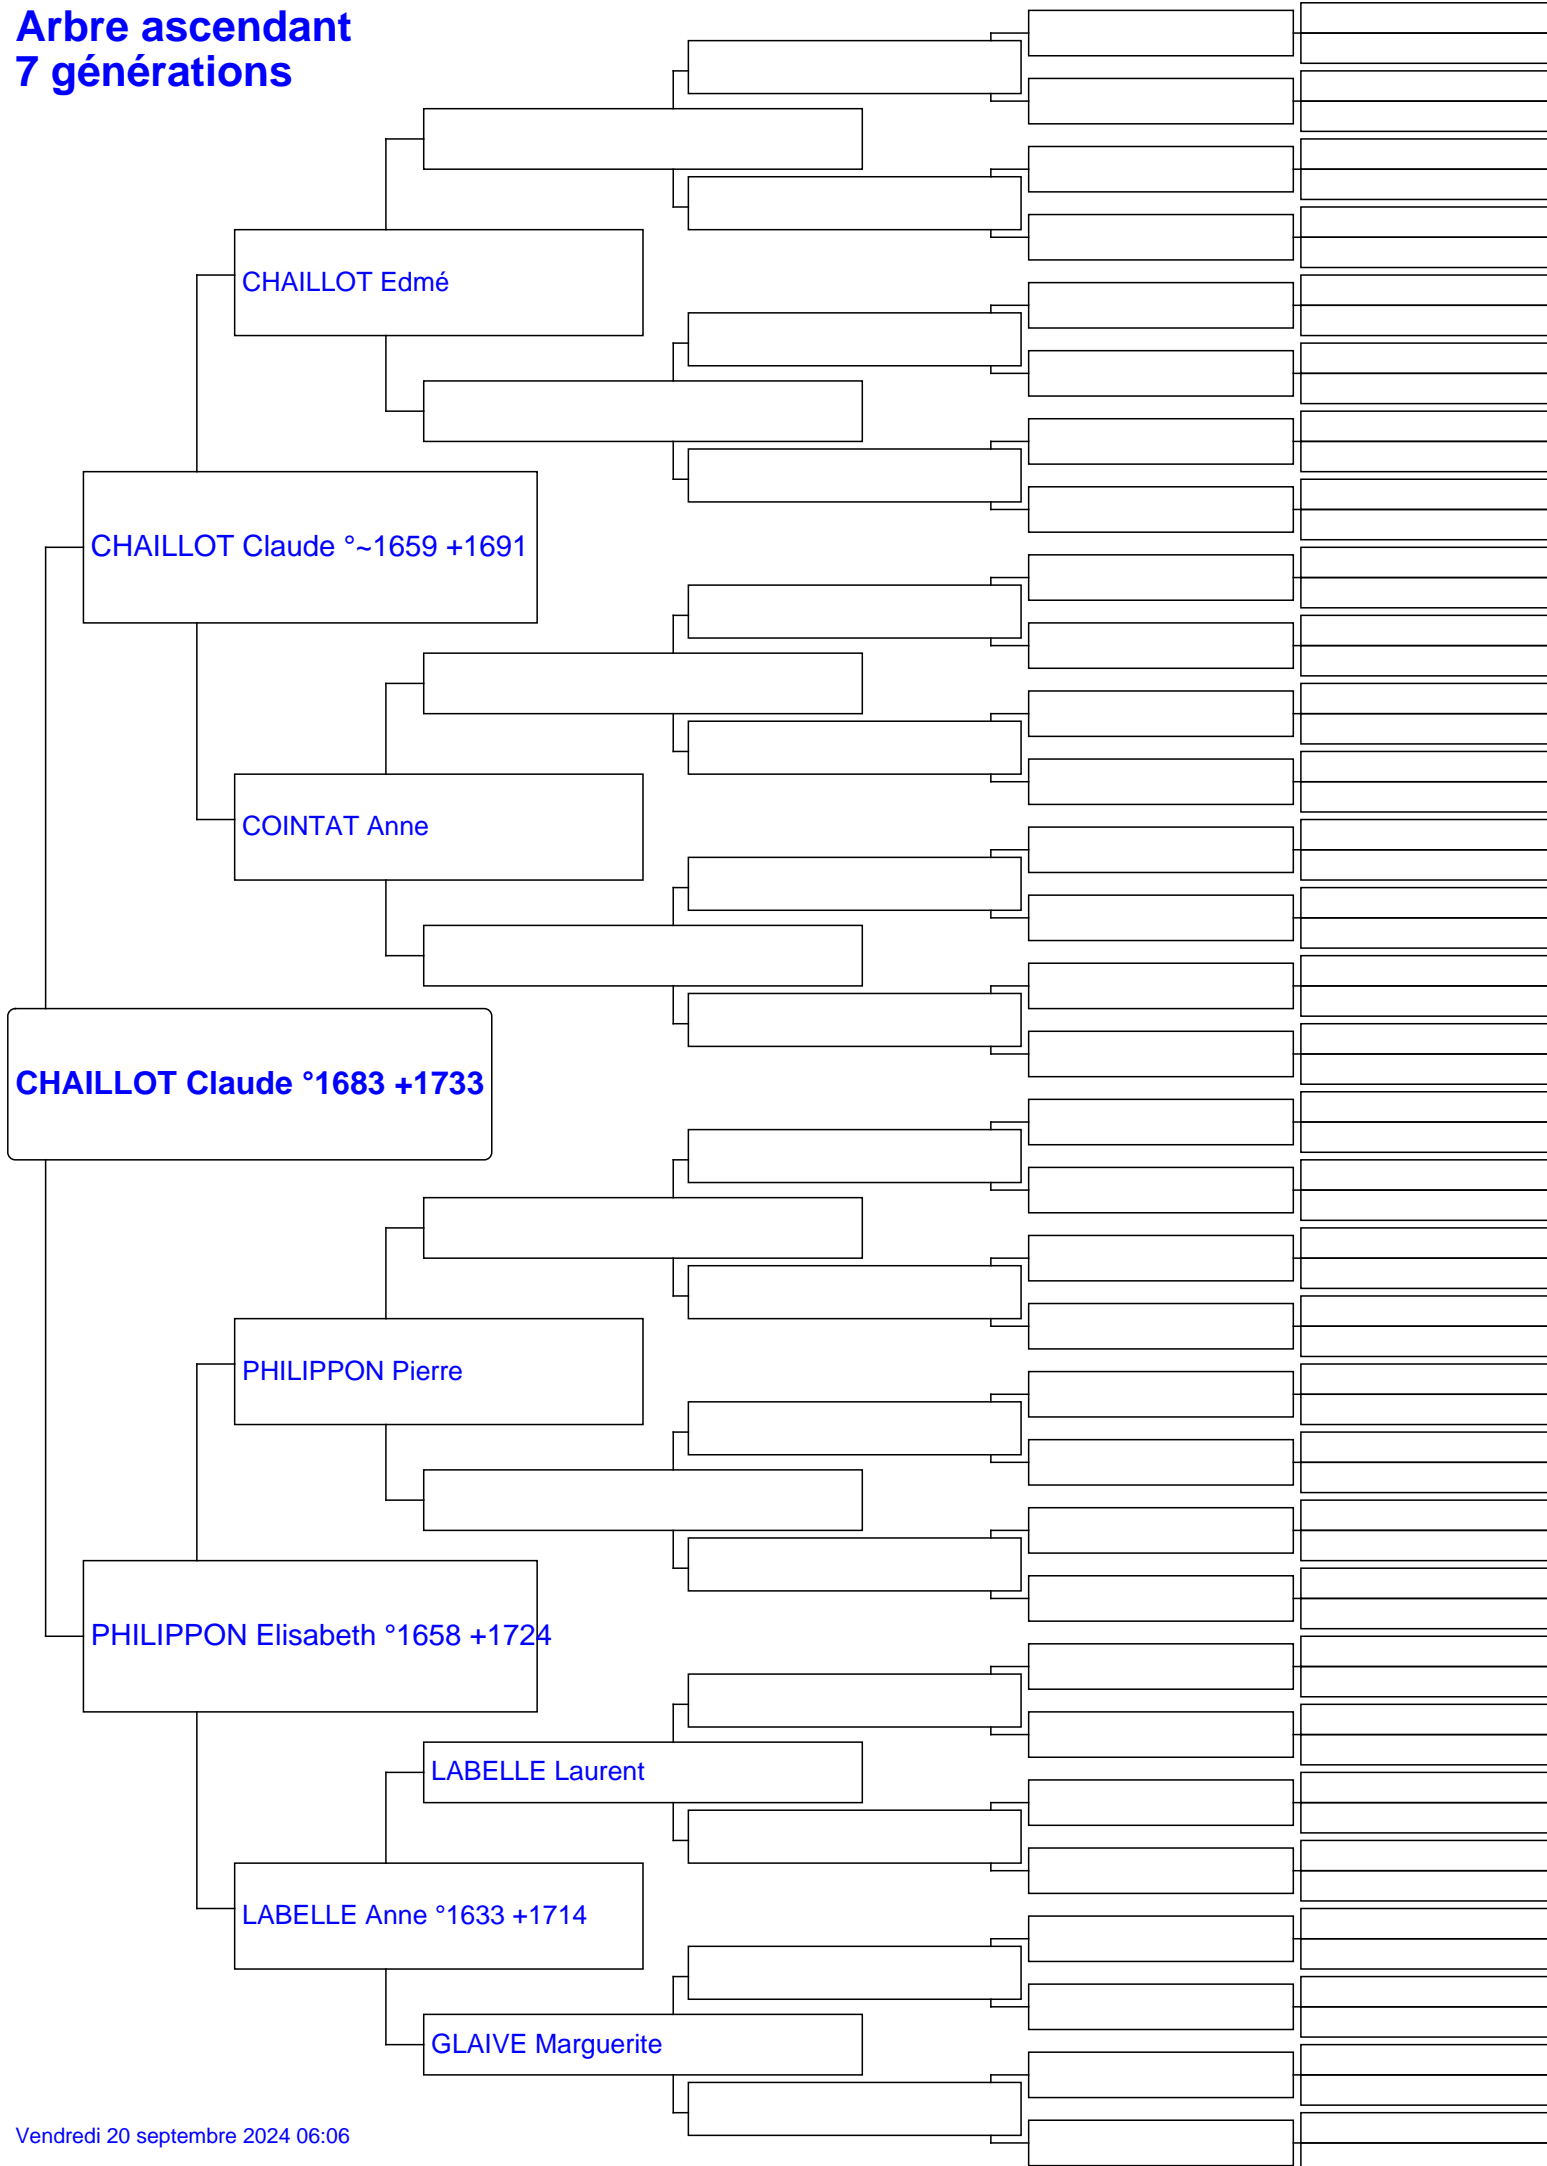 Arbre ascendant
7 générations
CHAILLOT Edmé
CHAILLOT Claude °~1659 +1691
COINTAT Anne
CHAILLOT Claude °1683 +1733
PHILIPPON Pierre
PHILIPPON Elisabeth °1658 +1724
LABELLE Laurent
LABELLE Anne °1633 +1714
GLAIVE Marguerite
Vendredi 20 septembre 2024 06:06